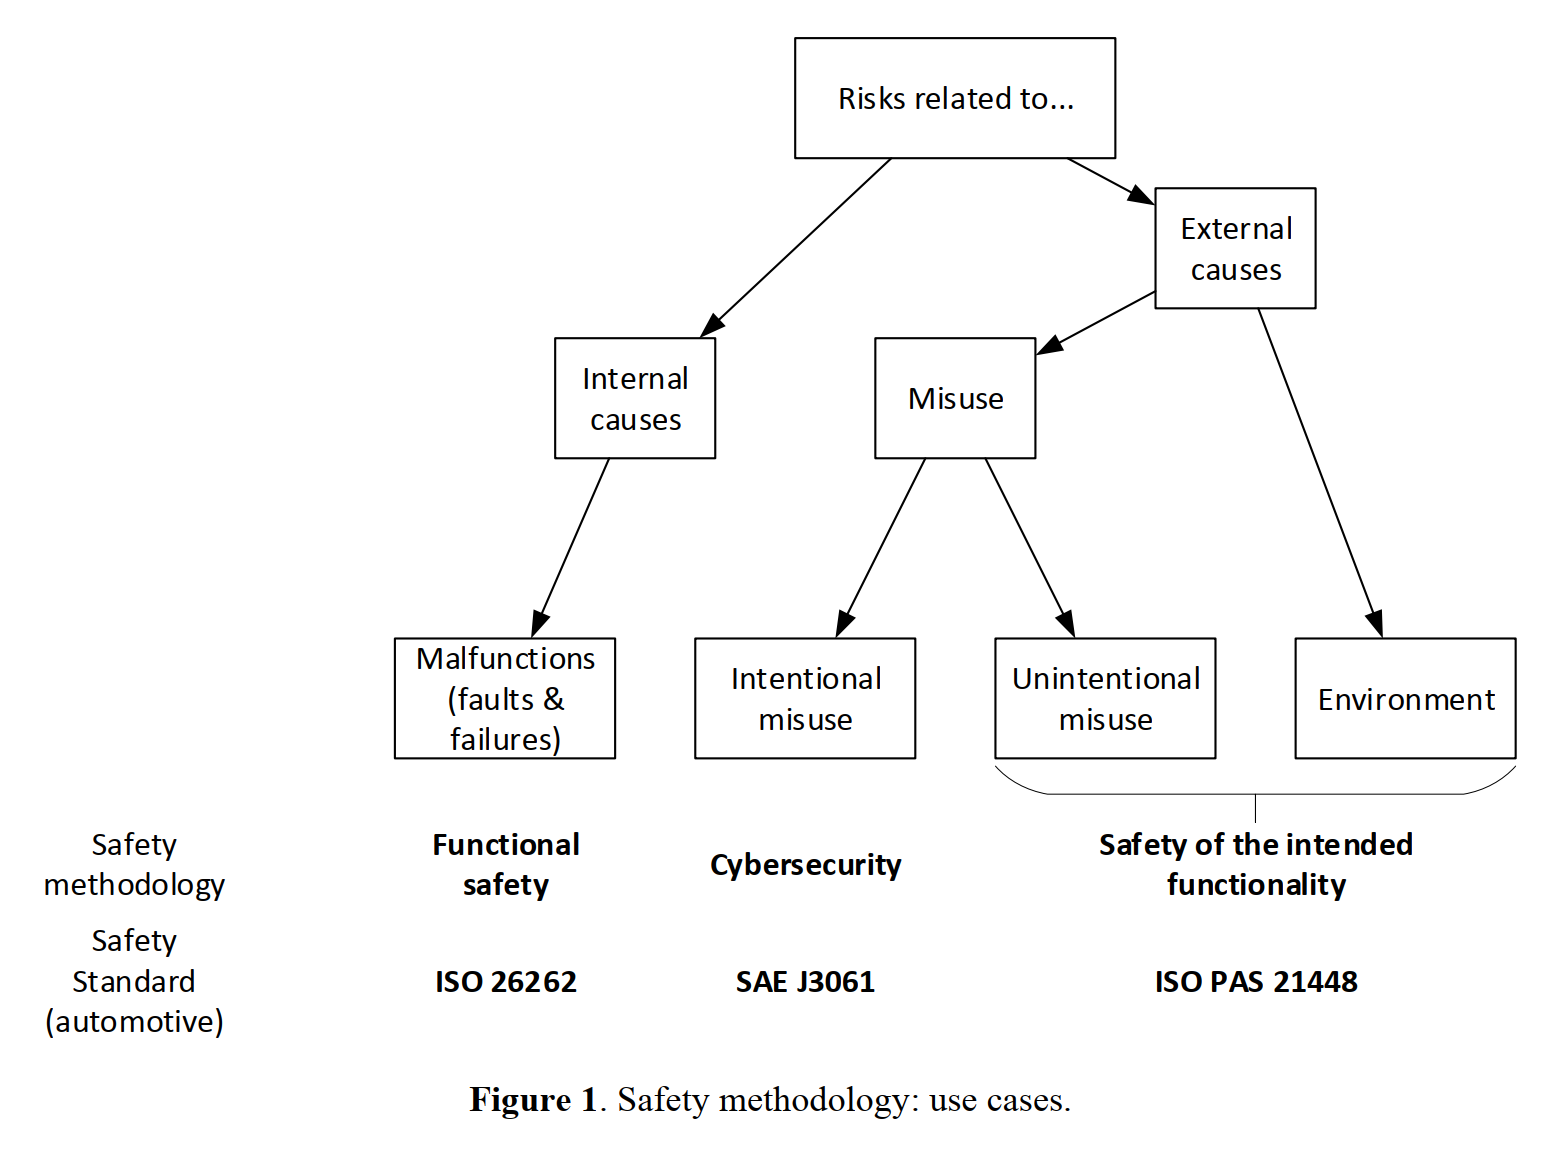 Risks related to...
External
causes
Internal
causes
Misuse
Malfunctions
(faults &
failures)
Intentional
misuse
Unintentional
misuse
Environment
Safety
methodology
Functional
safety
Cybersecurity
Safety of the intended
functionality
Safety
Standard
(automotive)
ISO 26262
SAE J3061
ISO PAS 21448
Figure 1. Safety methodology: use cases.